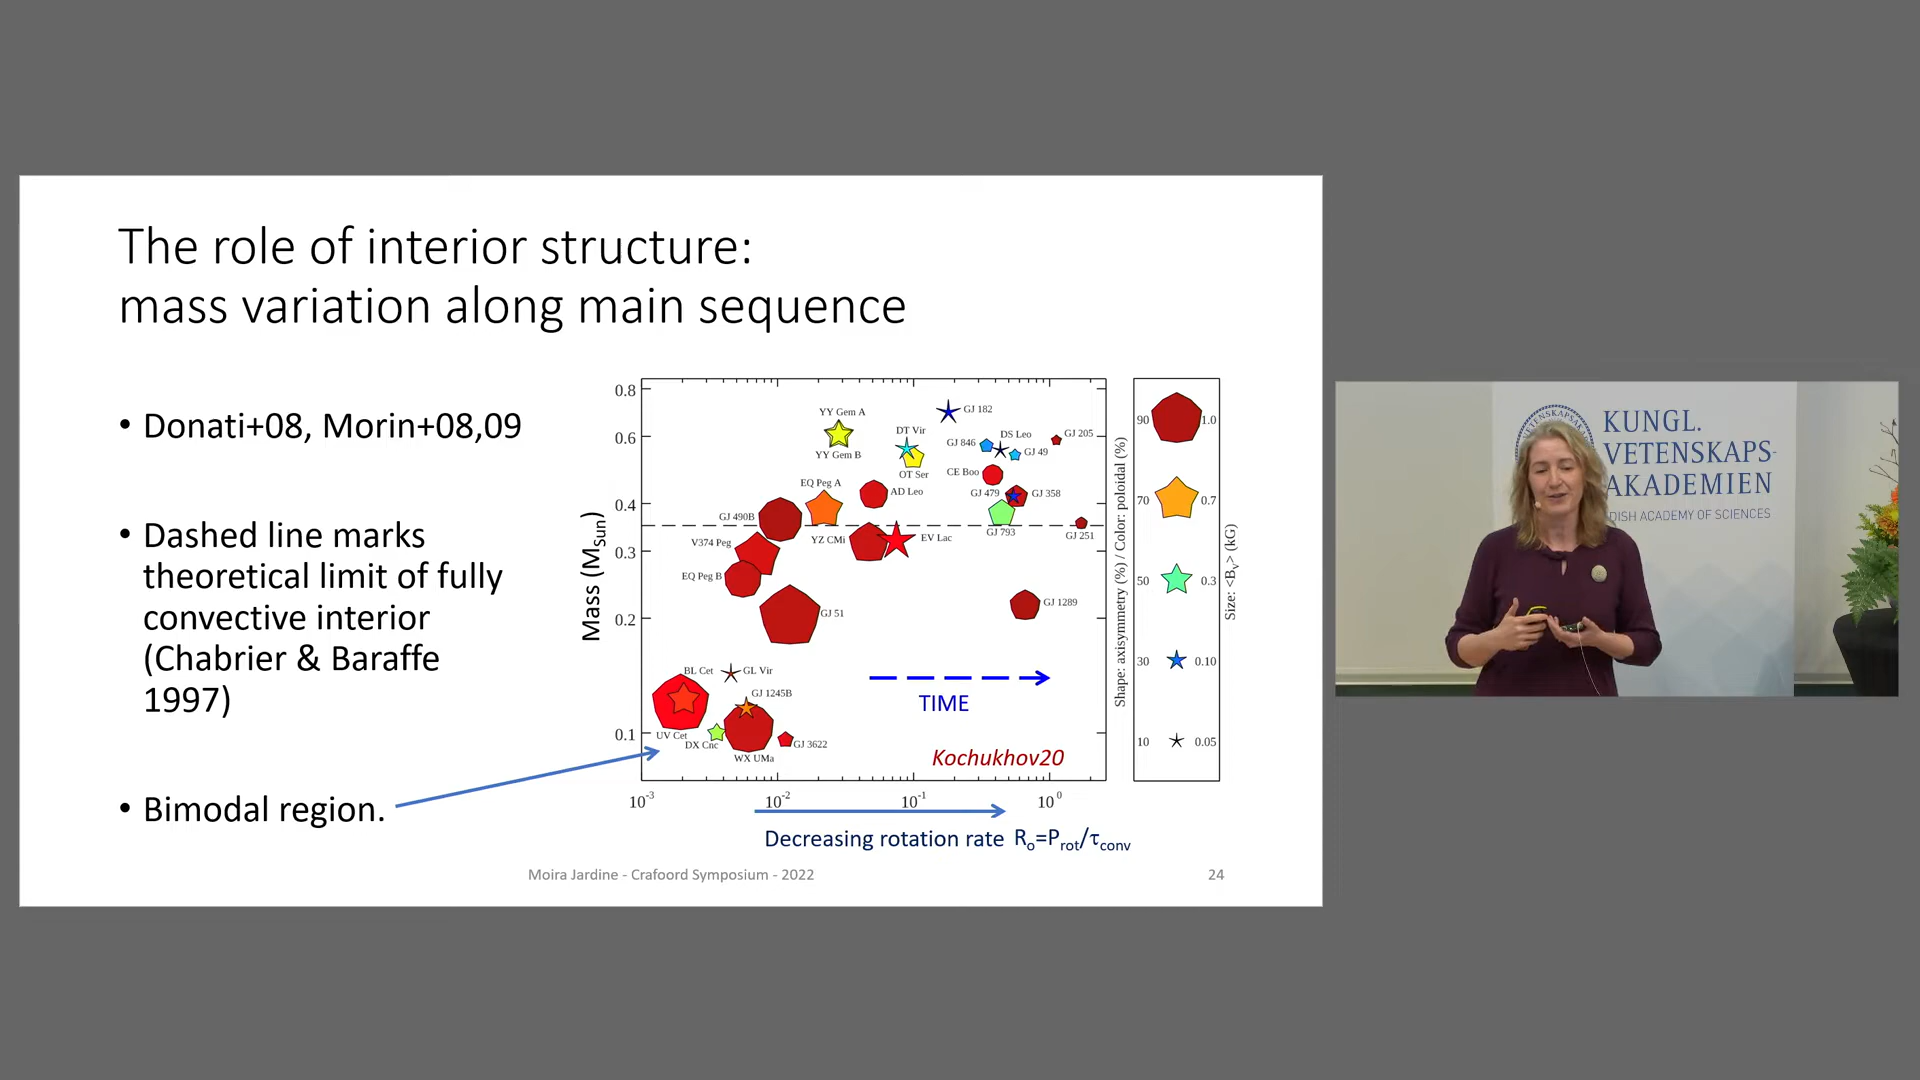 The role of interior structure:
mass variation along main sequence
• Donati+08, Morin+08,09
• Dashed line marks
theoretical limit of fully
convective interior
(Chabrier & Baraffe
1997)
• Bimodal region.
Mass (MSun)
0.8
0.6
0.4
0.3
0.2
0.1
YY Gem A
YY Gem B
GJ 182
DT Vir
OT Ser
GJ 846
DS Leo
GJ 49
GJ 205
CE Boo
EQ Peg A
AD Leo
GJ 479
GJ 358
GJ 490B
GJ 793
GJ 251
V374 Peg
YZ CMi
EV Lac
EQ Peg B
GJ 51
GJ 1289
BL Cet
GL Vir
GJ 1245B
UV Cet
DX Cnc
WX UMa
GJ 3622
TIME
Kochukhov20
10-3
10-2
10-1
10 0
Decreasing rotation rate Ro=Prot/τconv
Shape: axisymmetry (%) / Color: poloidal (%)
90 1.0
70 0.7
50 0.3
30 0.10
10 0.05
Size: <BV> (kG)
Moira Jardine - Crafoord Symposium - 2022
24
KUNGL.
VETENSKAPS-
AKADEMIEN
DISH ACADEMY OF SCIENCES